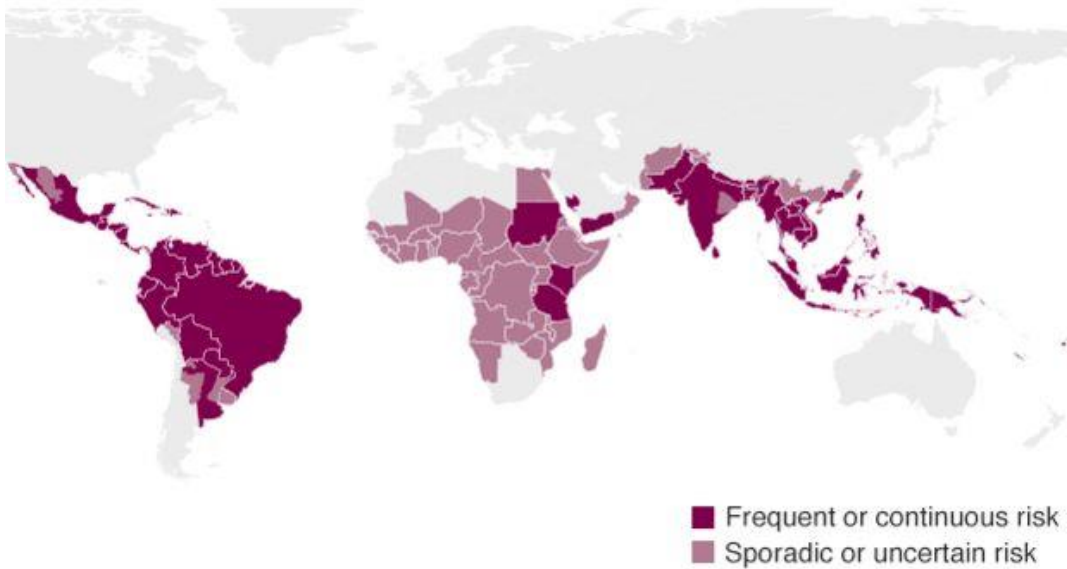 Frequent or continuous risk
Sporadic or uncertain risk